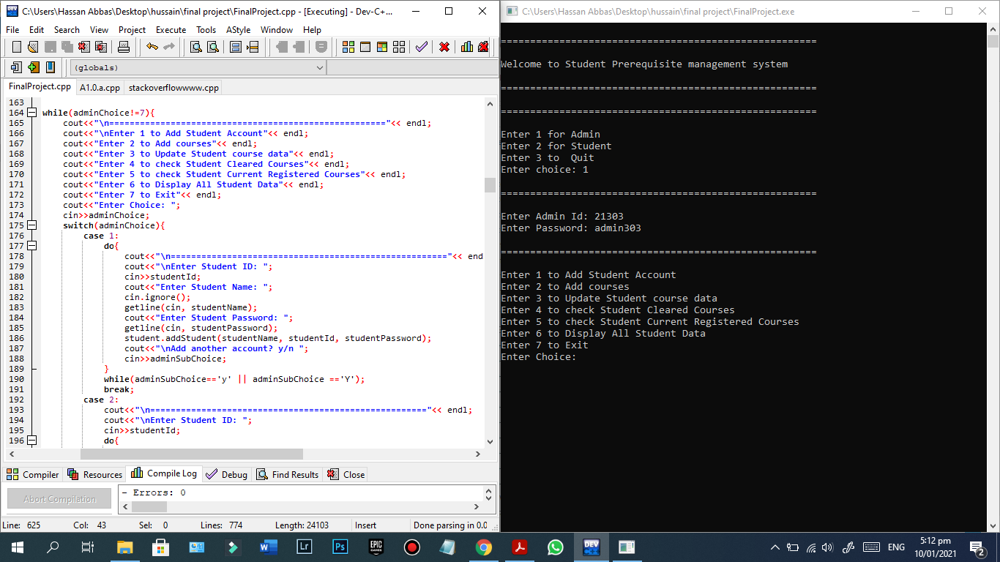 C:\Users\Hassan Abbas\Desktop\hussain\final project\FinalProject.cpp - [Executing] - Dev-C+...
File Edit Search View Project Execute Tools AStyle Window Help
(globals)
FinalProject.cpp A1.0.a.cpp stackoverflowwww.cpp
163
164 while(adminChoice!=7){
165 cout<<"\n======================================================"<< endl;
166 cout<<"\nEnter 1 to Add Student Account"<< endl;
167 cout<<"Enter 2 to Add courses"<< endl;
168 cout<<"Enter 3 to Update Student course data"<< endl;
169 cout<<"Enter 4 to check Student Cleared Courses"<< endl;
170 cout<<"Enter 5 to check Student Current Registered Courses"<< endl;
171 cout<<"Enter 6 to Display All Student Data"<< endl;
172 cout<<"Enter 7 to Exit"<< endl;
173 cout<<"Enter Choice: ";
174 cin>>adminChoice;
175 switch(adminChoice){
176 case 1:
177 do{
178 cout<<"\n======================================================"<< end
179 cout<<"\nEnter Student ID: ";
180 cin>>studentId;
181 cout<<"Enter Student Name: ";
182 cin.ignore();
183 getline(cin, studentName);
184 cout<<"Enter Student Password: ";
185 getline(cin, studentPassword);
186 student.addStudent(studentName, studentId, studentPassword);
187 cout<<"\nAdd another account? y/n ";
188 cin>>adminSubChoice;
189 }
190 while(adminSubChoice=='y' || adminSubChoice =='Y');
191 break;
192 case 2:
193 cout<<"\n======================================================"<< endl;
194 cout<<"\nEnter Student ID: ";
195 cin>>studentId;
196 do{
Compiler Resources Compile Log Debug Find Results Close
Abort Compilation
- Errors: 0
Line: 625 Col: 43 Sel: 0 Lines: 774 Length: 24103 Insert Done parsing in 0.0
C:\Users\Hassan Abbas\Desktop\hussain\final project\FinalProject.exe
======================================================
Welcome to Student Prerequisite management system
======================================================
======================================================
Enter 1 for Admin
Enter 2 for Student
Enter 3 to  Quit
Enter choice: 1
======================================================
Enter Admin Id: 21303
Enter Password: admin303
======================================================
Enter 1 to Add Student Account
Enter 2 to Add courses
Enter 3 to Update Student course data
Enter 4 to check Student Cleared Courses
Enter 5 to check Student Current Registered Courses
Enter 6 to Display All Student Data
Enter 7 to Exit
Enter Choice:
W Lr Ps EPIC GAMES DEV ENG 5:12 pm
10/01/2021
2